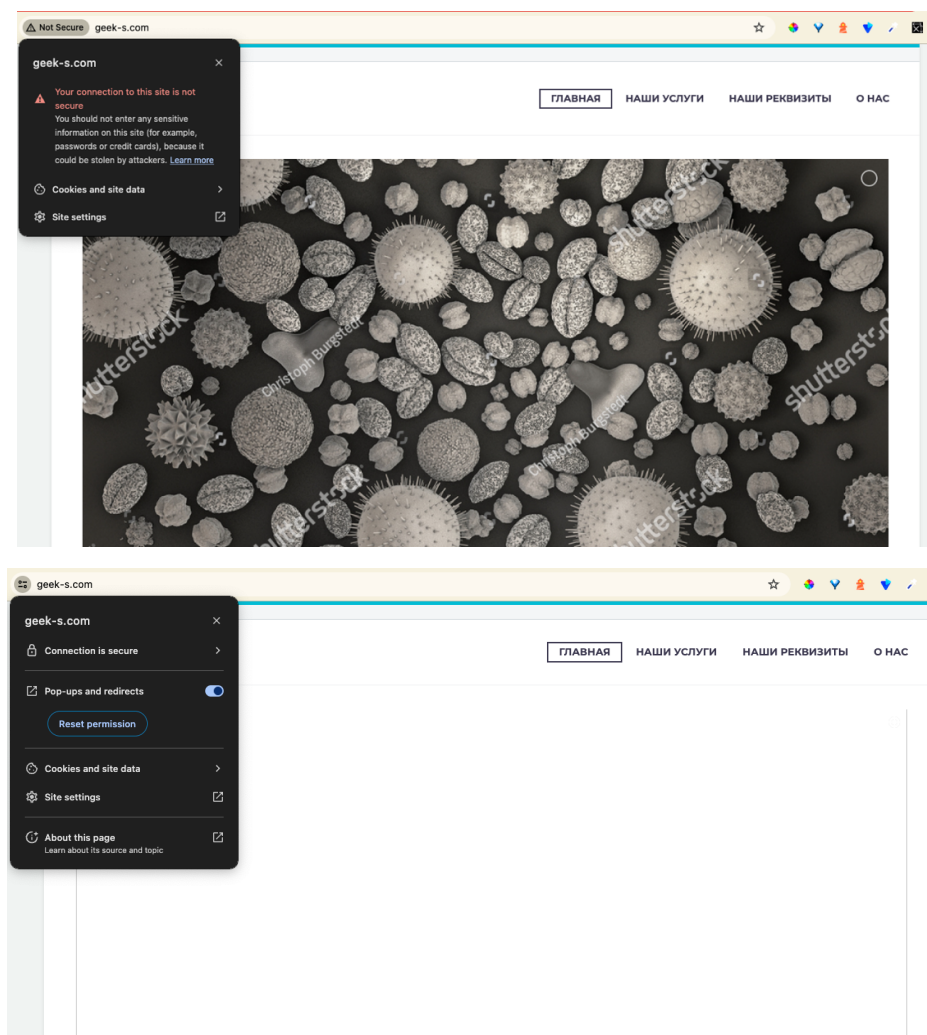 Not Secure geek-s.com
geek-s.com
Your connection to this site is not
secure
You should not enter any sensitive
information on this site (for example,
passwords or credit cards), because it
could be stolen by attackers. Learn more
Cookies and site data
Site settings
ГЛАВНАЯ НАШИ УСЛУГИ НАШИ РЕКВИЗИТЫ О НАС
shutterstock
shutterstock
Christoph Burgstedt
shutterstock
Christoph Burgstedt
shutterstock
shutterstock
geek-s.com
geek-s.com
Connection is secure
Pop-ups and redirects
Reset permission
Cookies and site data
Site settings
About this page
Learn about its source and topic
ГЛАВНАЯ НАШИ УСЛУГИ НАШИ РЕКВИЗИТЫ О НАС